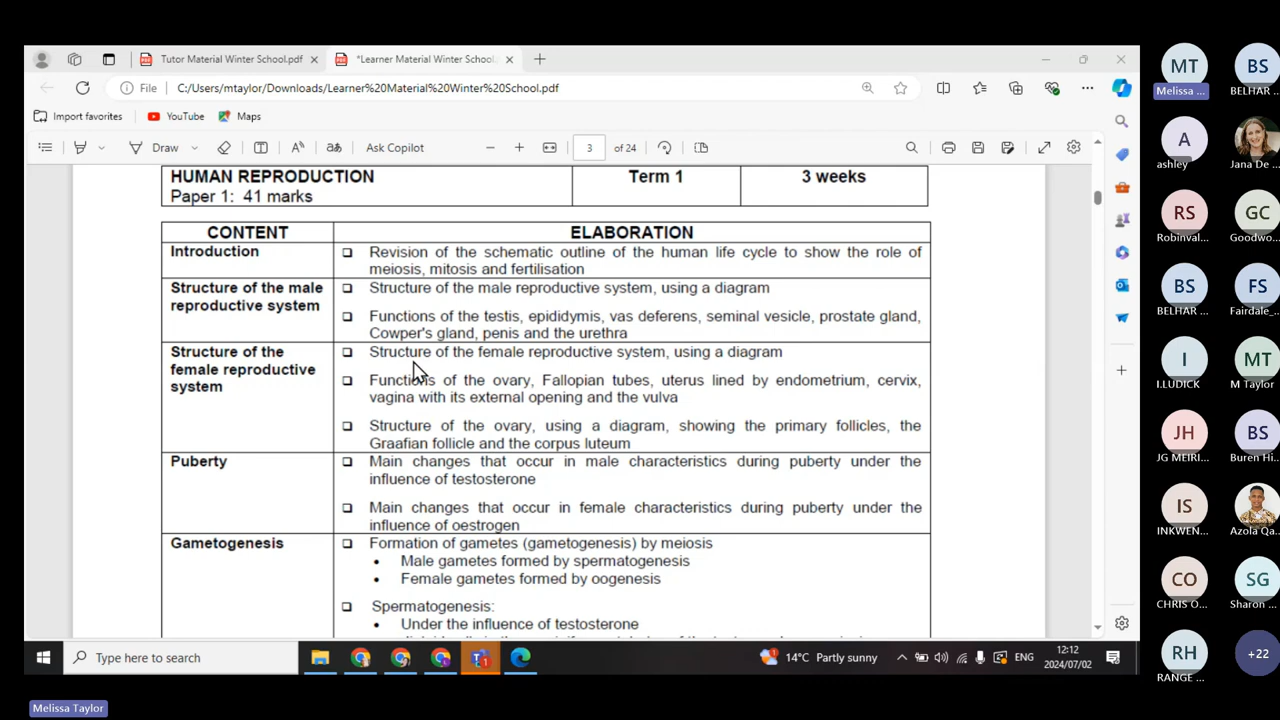 Tutor Material Winter School.pdf
*Learner Material Winter School.
File
C:/Users/mtaylor/Downloads/Learner%20Material%20Winter%20School.pdf
Import favorites
YouTube
Maps
Draw
Ask Copilot
3
of 24
HUMAN REPRODUCTION
Paper 1: 41 marks
Term 1
3 weeks
CONTENT
ELABORATION
Introduction
Revision of the schematic outline of the human life cycle to show the role of
meiosis, mitosis and fertilisation
Structure of the male
reproductive system
Structure of the male reproductive system, using a diagram
Functions of the testis, epididymis, vas deferens, seminal vesicle, prostate gland,
Cowper's gland, penis and the urethra
Structure of the
female reproductive
system
Structure of the female reproductive system, using a diagram
Functions of the ovary, Fallopian tubes, uterus lined by endometrium, cervix,
vagina with its external opening and the vulva
Structure of the ovary, using a diagram, showing the primary follicles, the
Graafian follicle and the corpus luteum
Puberty
Main changes that occur in male characteristics during puberty under the
influence of testosterone
Main changes that occur in female characteristics during puberty under the
influence of oestrogen
Gametogenesis
Formation of gametes (gametogenesis) by meiosis
• Male gametes formed by spermatogenesis
• Female gametes formed by oogenesis
Spermatogenesis:
• Under the influence of testosterone
Type here to search
14°C Partly sunny
ENG
12:12
2024/07/02
Melissa Taylor
MT
Melissa ...
BS
BELHAR ...
A
ashley
Jana De ...
RS
Robinval...
GC
Goodwo...
BS
BELHAR ...
FS
Fairdale_...
I
I.LUDICK
MT
M Taylor
JH
JG MEIRI...
BS
Buren Hi...
IS
INKWEN...
Azola Qa...
CO
CHRIS O...
SG
Sharon ...
RH
RANGE ...
+22